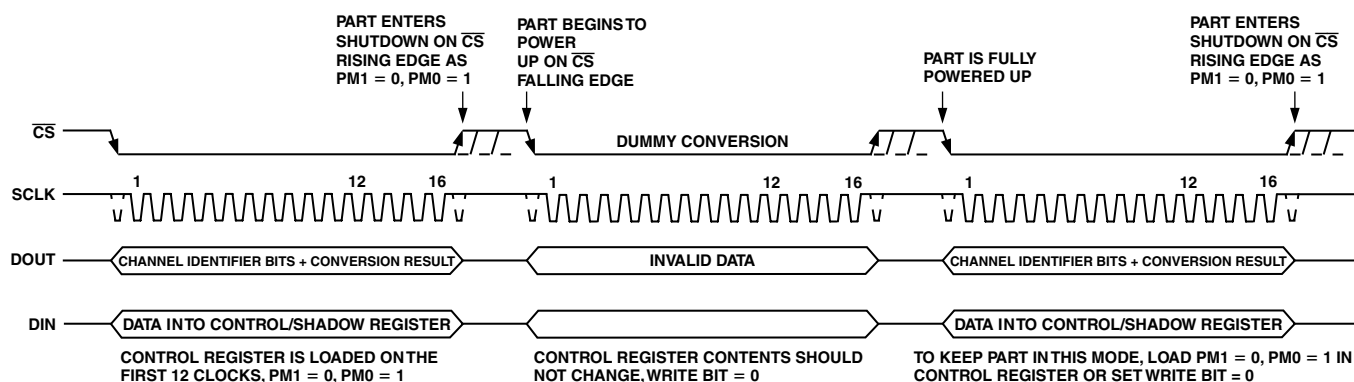 PART ENTERS
SHUTDOWN ON CS
RISING EDGE AS
PM1 = 0, PM0 = 1
PART BEGINS TO
POWER
UP ON CS
FALLING EDGE
PART IS FULLY
POWERED UP
PART ENTERS
SHUTDOWN ON CS
RISING EDGE AS
PM1 = 0, PM0 = 1
CS
DUMMY CONVERSION
SCLK
1 12 16 1 12 16 1 12 16
DOUT
CHANNEL IDENTIFIER BITS + CONVERSION RESULT
INVALID DATA
CHANNEL IDENTIFIER BITS + CONVERSION RESULT
DIN
DATA INTO CONTROL/SHADOW REGISTER
DATA INTO CONTROL/SHADOW REGISTER
CONTROL REGISTER IS LOADED ON THE
FIRST 12 CLOCKS, PM1 = 0, PM0 = 1
CONTROL REGISTER CONTENTS SHOULD
NOT CHANGE, WRITE BIT = 0
TO KEEP PART IN THIS MODE, LOAD PM1 = 0, PM0 = 1 IN
CONTROL REGISTER OR SET WRITE BIT = 0